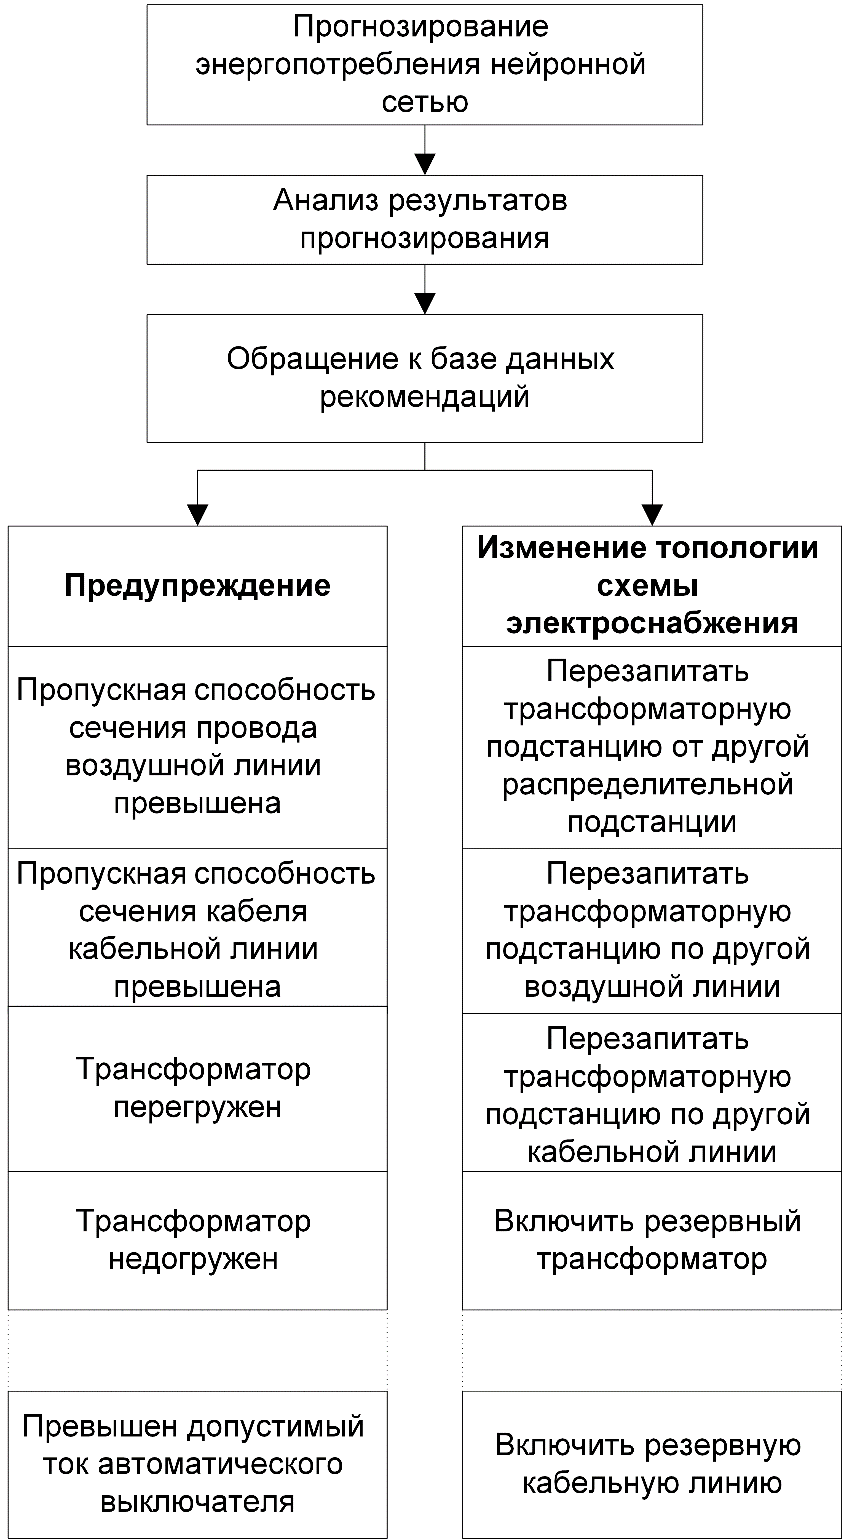 Прогнозирование
энергопотребления нейронной
сетью
Анализ результатов
прогнозирования
Обращение к базе данных
рекомендаций
Предупреждение
Пропускная способность
сечения провода
воздушной линии
превышена
Пропускная способность
сечения кабеля
кабельной линии
превышена
Трансформатор
перегружен
Трансформатор
недогружен
Превышен допустимый
ток автоматического
выключателя
Изменение топологии
схемы
электроснабжения
Перезапитать
трансформаторную
подстанцию от другой
распределительной
подстанции
Перезапитать
трансформаторную
подстанцию по другой
воздушной линии
Перезапитать
трансформаторную
подстанцию по другой
кабельной линии
Включить резервный
трансформатор
Включить резервную
кабельную линию